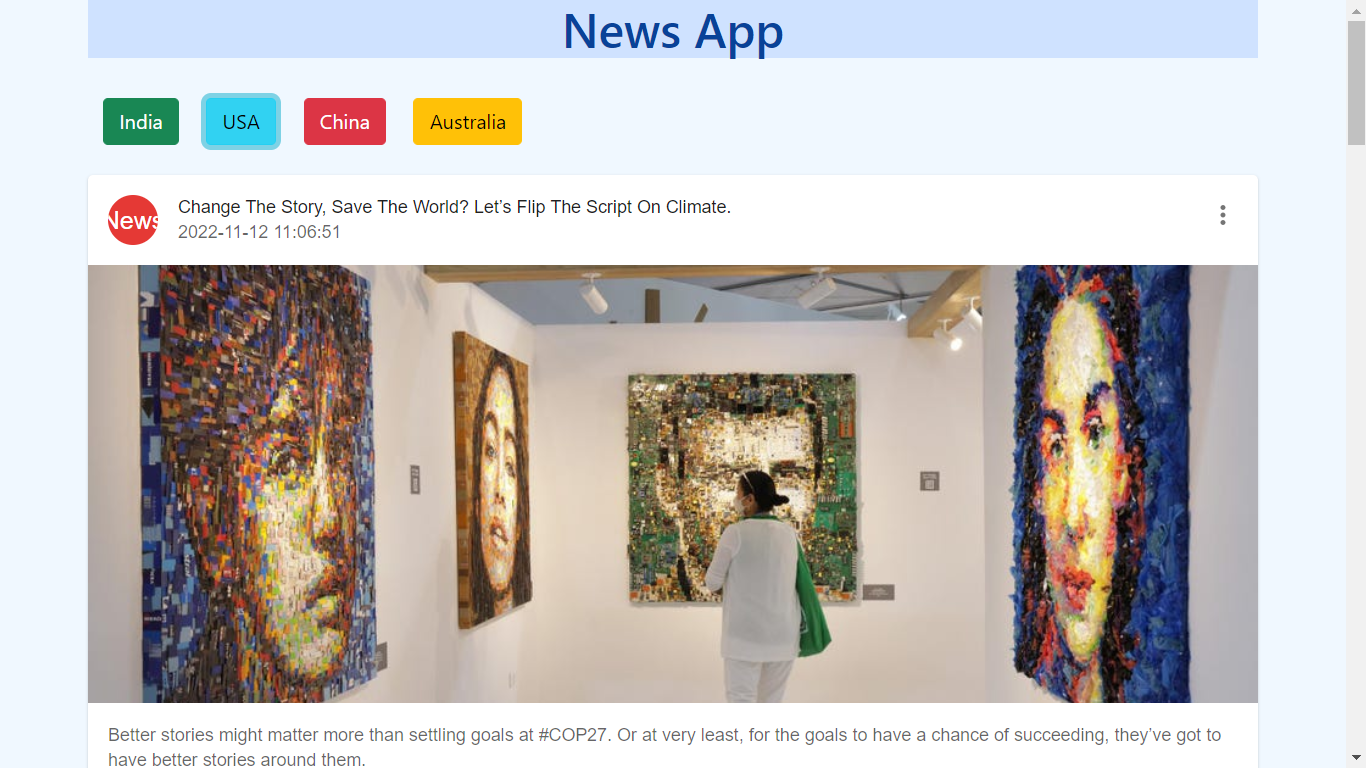 News App
India USA China Australia
News
Change The Story, Save The World? Let’s Flip The Script On Climate.
2022-11-12 11:06:51
Better stories might matter more than settling goals at #COP27. Or at very least, for the goals to have a chance of succeeding, they’ve got to
have better stories around them.